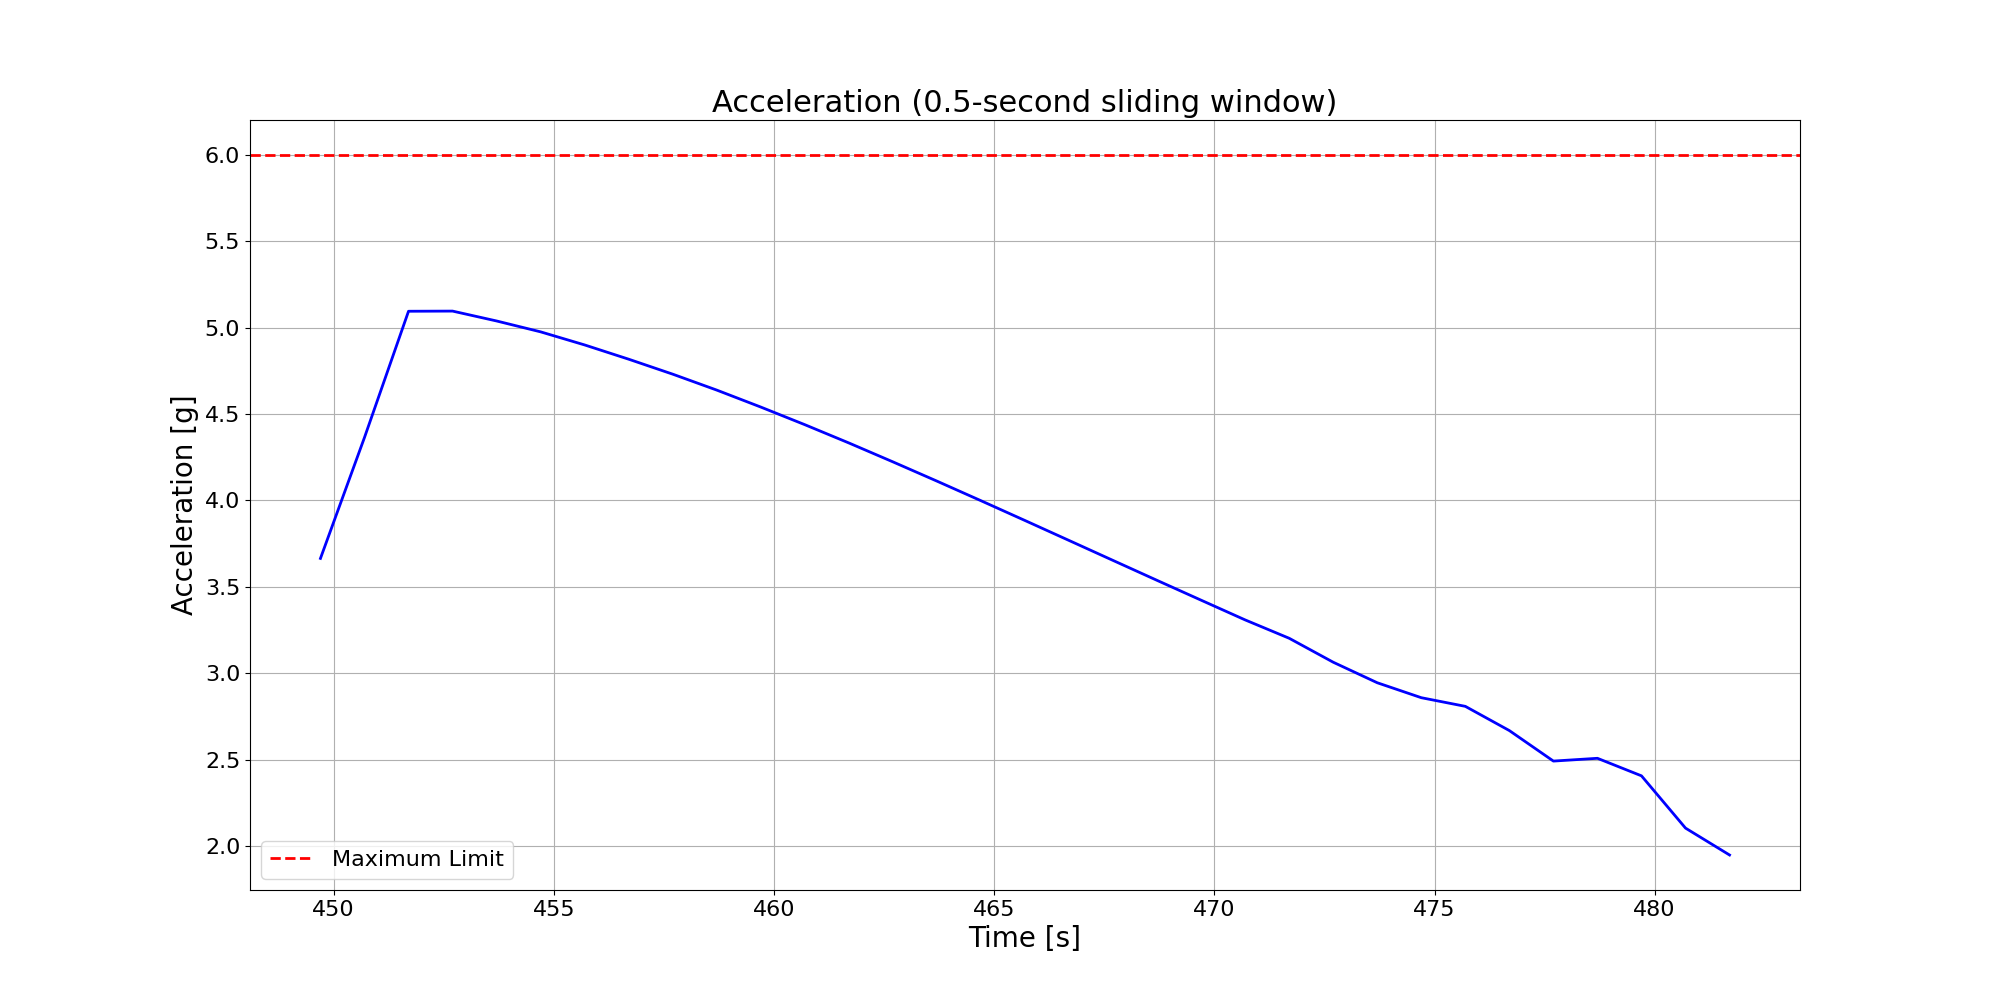 Acceleration (0.5-second sliding window)
Acceleration [g]
6.0
5.5
5.0
4.5
4.0
3.5
3.0
2.5
2.0
Maximum Limit
450 455 460 465 470 475 480
Time [s]